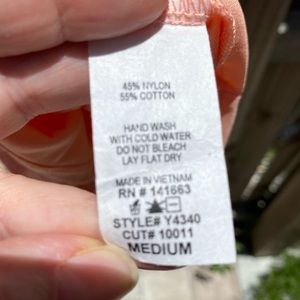 45% NYLON
55% COTTON
HAND WASH
WITH COLD WATER
DO NOT BLEACH
LAY FLAT DRY
MADE IN VIETNAM
RN # 141663
STYLE# Y4340
CUT# 10011
MEDIUM